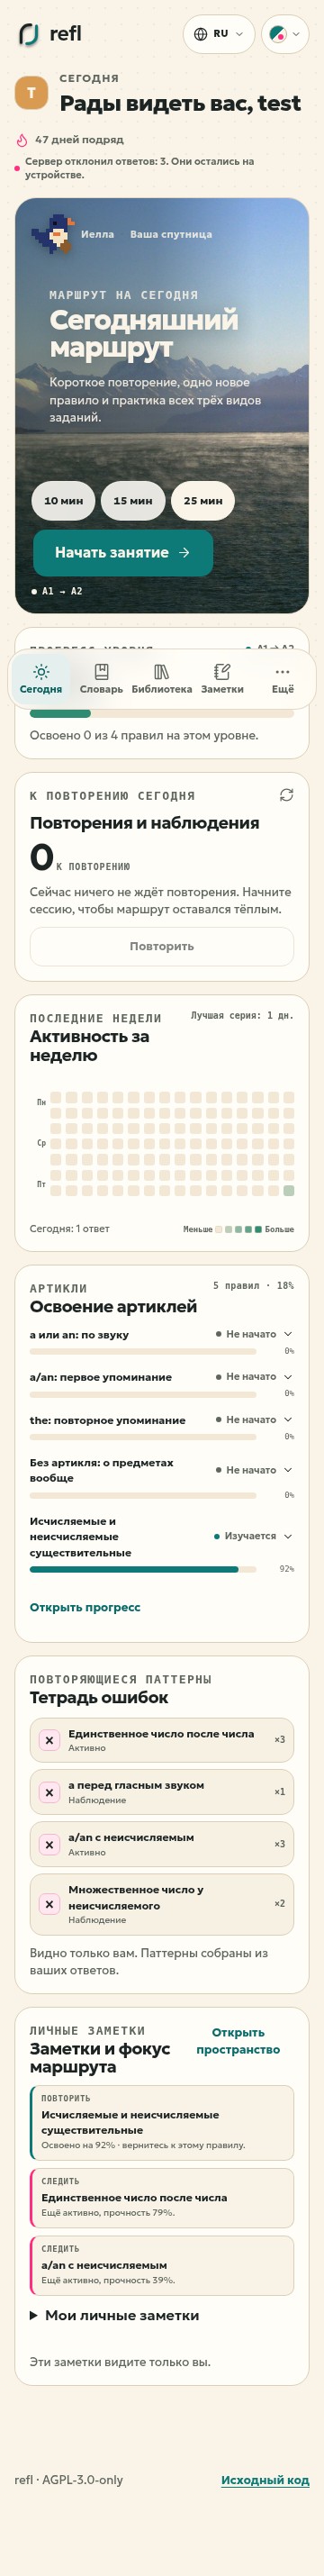 refl
RU
СЕГОДНЯ
T
Рады видеть вас, test
47 дней подряд
Сервер отклонил ответов: 3. Они остались на
устройстве.
Иелла Ваша спутница
МАРШРУТ НА СЕГОДНЯ
Сегодняшний
маршрут
Короткое повторение, одно новое
правило и практика всех трёх видов
заданий.
10 мин 15 мин 25 мин
Начать занятие →
A1 → A2
Сегодня Словарь Библиотека Заметки Ещё
Освоено 0 из 4 правил на этом уровне.
К ПОВТОРЕНИЮ СЕГОДНЯ
Повторения и наблюдения
0 К ПОВТОРЕНИЮ
Сейчас ничего не ждёт повторения. Начните
сессию, чтобы маршрут оставался тёплым.
Повторить
ПОСЛЕДНИЕ НЕДЕЛИ
Лучшая серия: 1 дн.
Активность за
неделю
Пн
Ср
Пт
Сегодня: 1 ответ
Меньше Больше
АРТИКЛИ
5 правил · 18%
Освоение артиклей
a или an: по звуку Не начато
0%
a/an: первое упоминание Не начато
0%
the: повторное упоминание Не начато
0%
Без артикля: о предметах
вообще
Не начато
0%
Исчисляемые и
неисчисляемые
существительные
Изучается
92%
Открыть прогресс
ПОВТОРЯЮЩИЕСЯ ПАТТЕРНЫ
Тетрадь ошибок
Единственное число после числа
Активно
×3
a перед гласным звуком
Наблюдение
×1
a/an с неисчисляемым
Активно
×3
Множественное число у
неисчисляемого
Наблюдение
×2
Видно только вам. Паттерны собраны из
ваших ответов.
ЛИЧНЫЕ ЗАМЕТКИ
Заметки и фокус
маршрута
Открыть
пространство
ПОВТОРИТЬ
Исчисляемые и неисчисляемые
существительные
Освоено на 92% · вернитесь к этому правилу.
СЛЕДИТЬ
Единственное число после числа
Ещё активно, прочность 79%.
СЛЕДИТЬ
a/an с неисчисляемым
Ещё активно, прочность 39%.
Мои личные заметки
Эти заметки видите только вы.
refl · AGPL-3.0-only
Исходный код